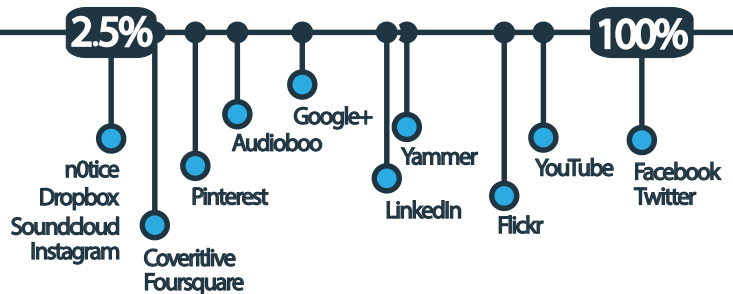 2.5%
100%
n0tice
Dropbox
Soundcloud
Instagram
Coveritlive
Foursquare
Pinterest
Audioboo
Google+
LinkedIn
Yammer
Flickr
YouTube
Facebook
Twitter